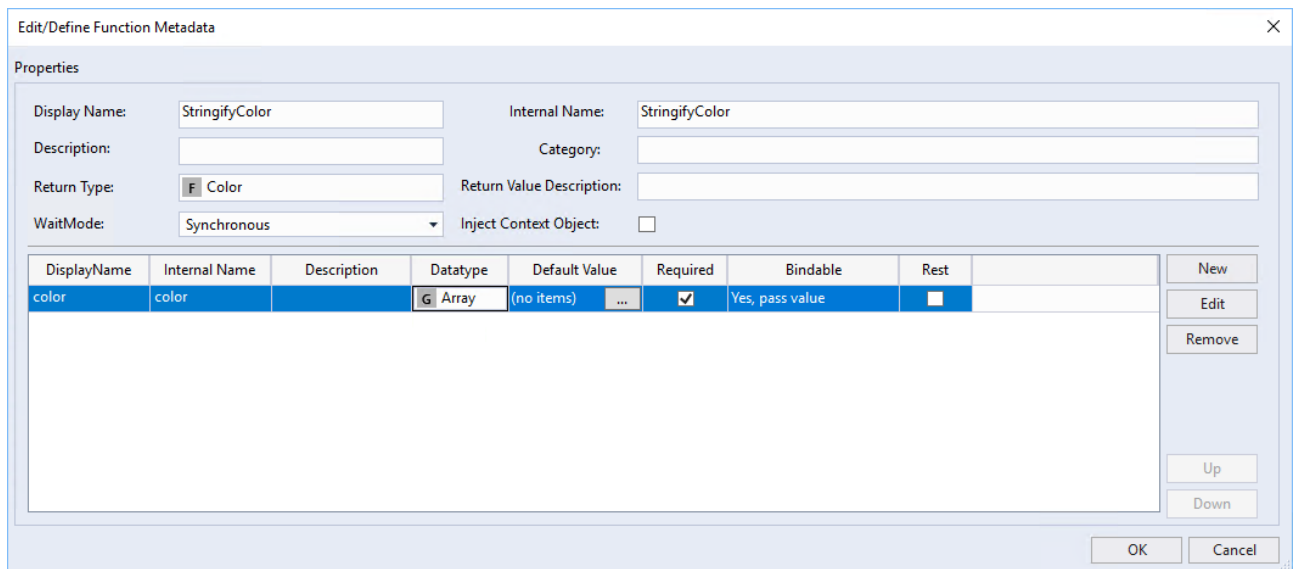 Edit/Define Function Metadata
Properties
Display Name: StringifyColor Internal Name: StringifyColor
Description: Category:
Return Type: F Color Return Value Description:
WaitMode: Synchronous Inject Context Object:
DisplayName Internal Name Description Datatype Default Value Required Bindable Rest New
color color G Array (no items) ... Yes, pass value
Edit
Remove
Up
Down
OK Cancel